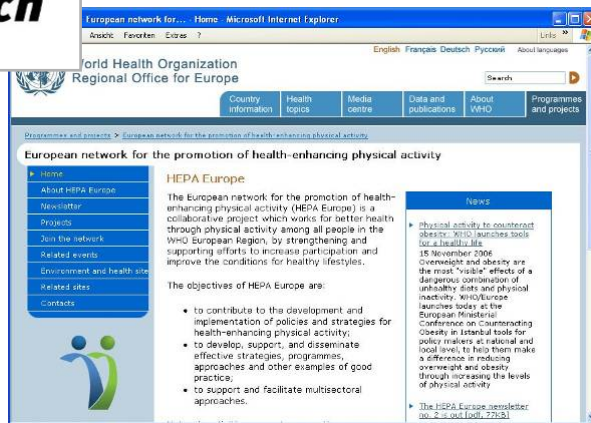 ch
European network for... - Home - Microsoft Internet Explorer
Ansicht Favoriten Extras ?
Links »
English Français Deutsch Русский About languages
World Health Organization
Regional Office for Europe
Search
Country information
Health topics
Media centre
Data and publications
About WHO
Programmes and projects
Programmes and projects > European network for the promotion of health-enhancing physical activity
European network for the promotion of health-enhancing physical activity
Home
About HEPA Europe
Newsletter
Projects
Join the network
Related events
Environment and health site
Related sites
Contacts
HEPA Europe
The European network for the promotion of health-
enhancing physical activity (HEPA Europe) is a
collaborative project which works for better health
through physical activity among all people in the
WHO European Region, by strengthening and
supporting efforts to increase participation and
improve the conditions for healthy lifestyles.
The objectives of HEPA Europe are:
• to contribute to the development and
implementation of policies and strategies for
health-enhancing physical activity;
• to develop, support, and disseminate
effective strategies, programmes,
approaches and other examples of good
practice;
• to support and facilitate multisectoral
approaches.
News
Physical activity to counteract
obesity: WHO launches tools
for a healthy life
15 November 2006
Overweight and obesity are
the most "visible" effects of a
dangerous combination of
unhealthy diets and physical
inactivity. WHO/Europe
launches today at the
European Ministerial
Conference on Counteracting
Obesity in Istanbul tools for
policy makers at national and
local level, to help them make
a difference in reducing
overweight and obesity
through increasing the levels
of physical activity
The HEPA Europe newsletter
no. 2 is out [pdf, 77KB]